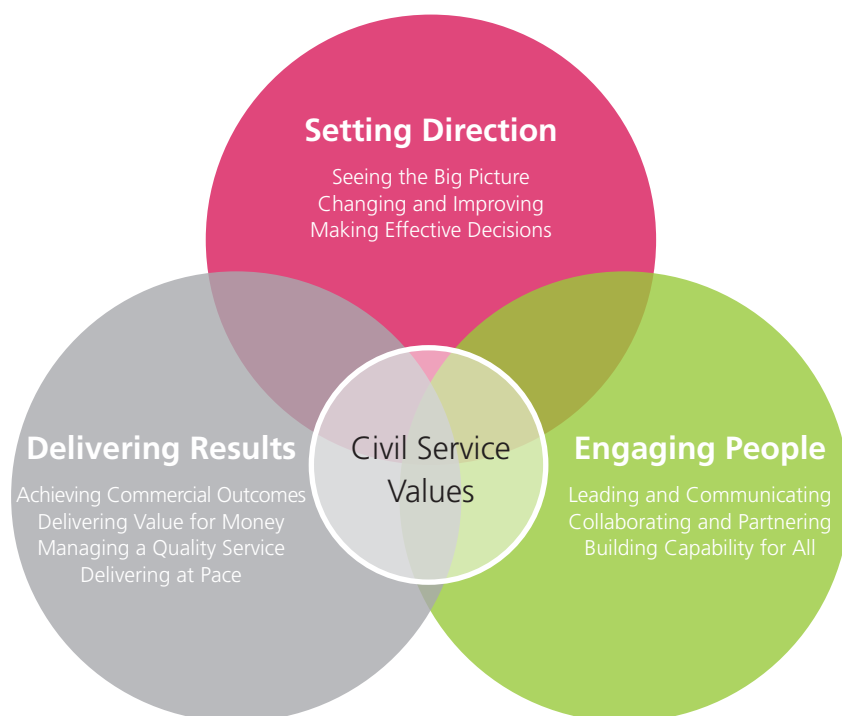 Setting Direction
Seeing the Big Picture
Changing and Improving
Making Effective Decisions
Delivering Results
Achieving Commercial Outcomes
Delivering Value for Money
Managing a Quality Service
Delivering at Pace
Civil Service
Values
Engaging People
Leading and Communicating
Collaborating and Partnering
Building Capability for All